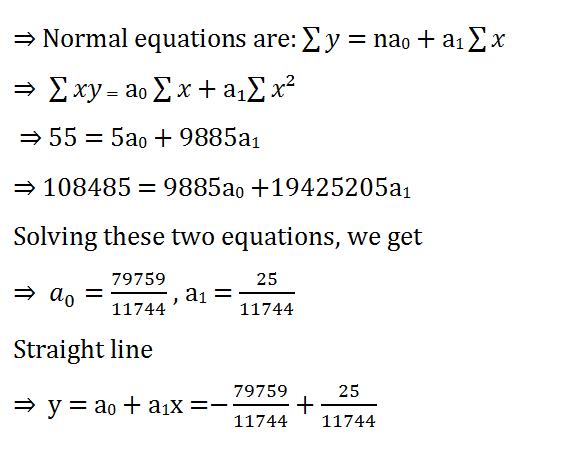 ⇒ Normal equations are: ∑ y = na₀ + a₁ ∑ x
⇒ ∑ xy = a₀ ∑ x + a₁ ∑ x²
⇒ 55 = 5a₀ + 9885a₁
⇒ 108485 = 9885a₀ +19425205a₁
Solving these two equations, we get
⇒ a₀ = 79759/11744 , a₁ = 25/11744
Straight line
⇒ y = a₀ + a₁x =− 79759/11744 + 25/11744